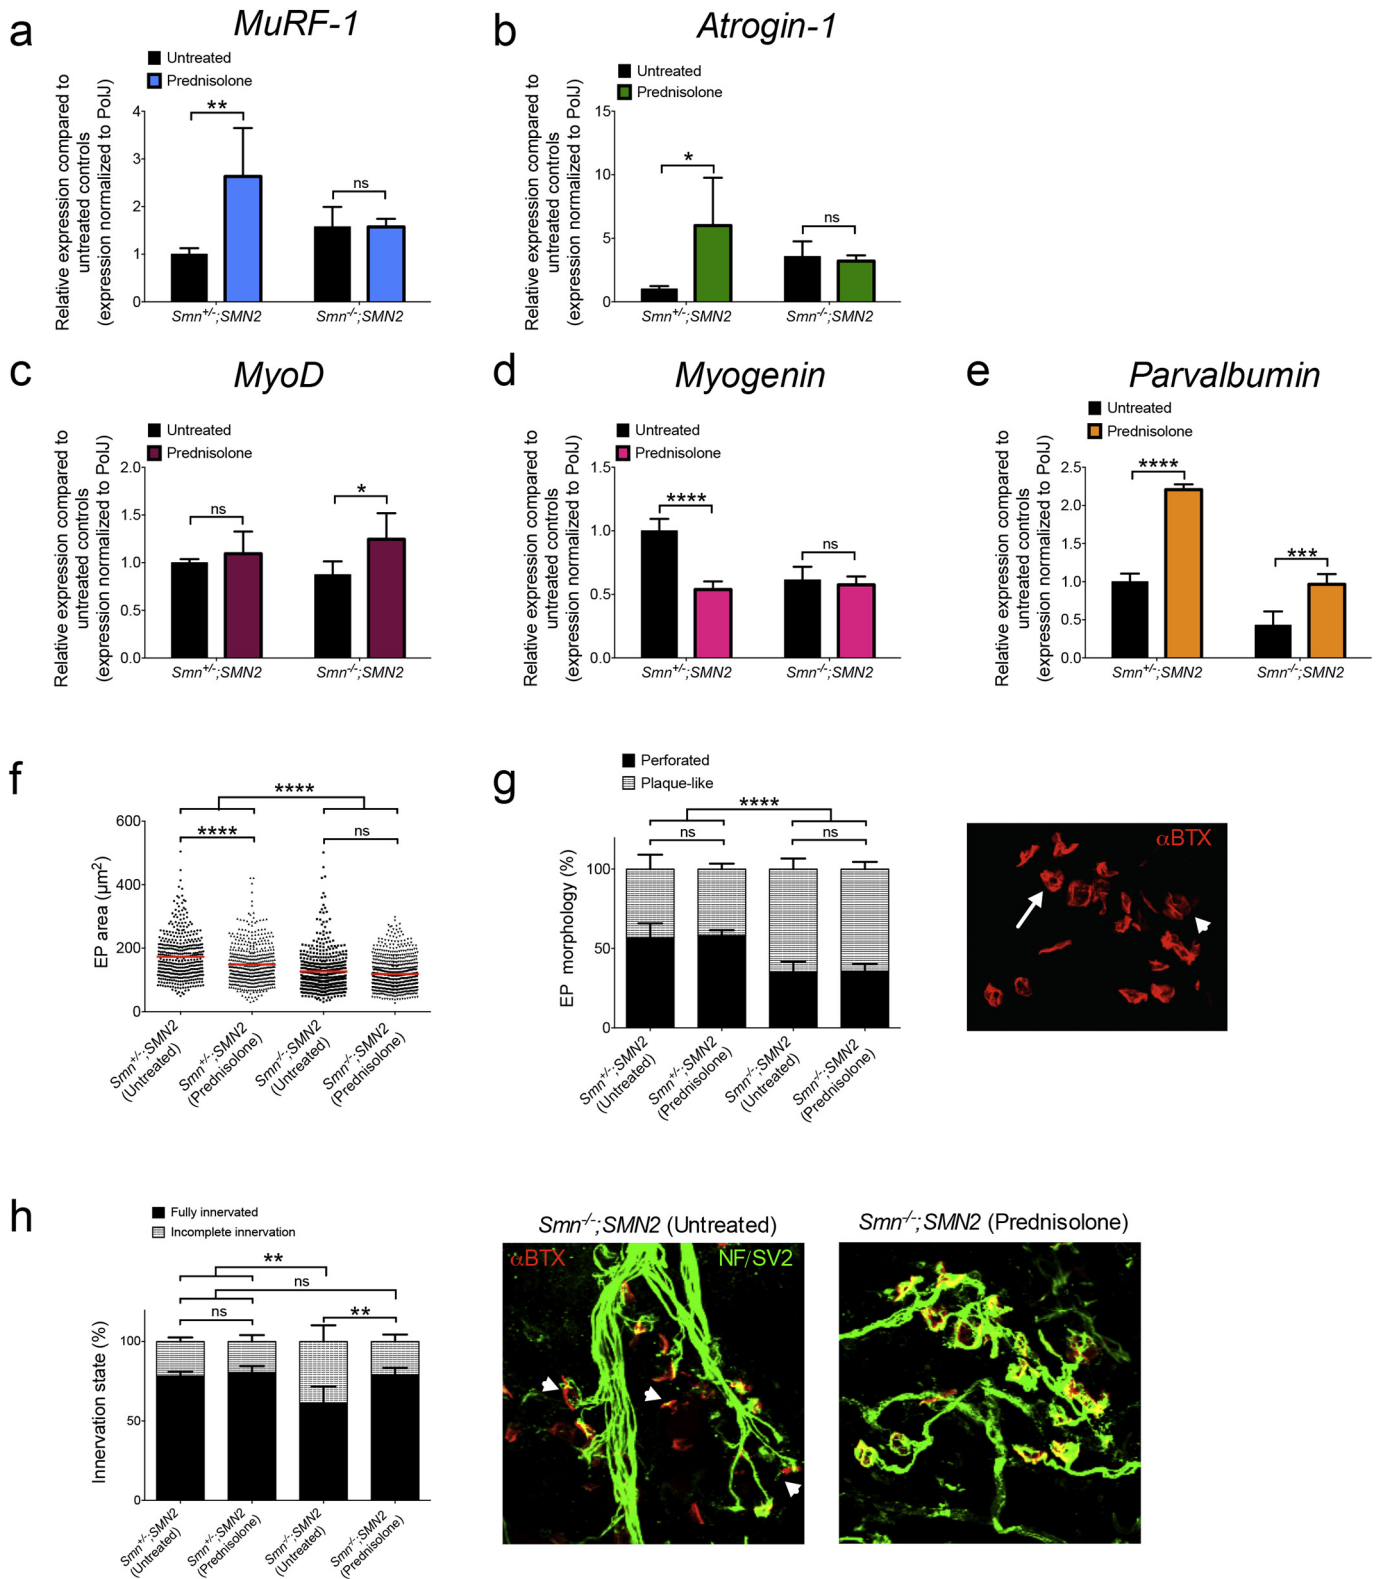 a
MuRF-1
Untreated
Prednisolone
Relative expression compared to
untreated controls
(expression normalized to PolJ)
4
3
2
1
0
**
ns
Smn+/-;SMN2
Smn-/-;SMN2
b
Atrogin-1
Untreated
Prednisolone
Relative expression compared to
untreated controls
(expression normalized to PolJ)
15
10
5
0
*
ns
Smn+/-;SMN2
Smn-/-;SMN2
c
MyoD
Untreated
Prednisolone
Relative expression compared to
untreated controls
(expression normalized to PolJ)
2.0
1.5
1.0
0.5
0.0
ns
*
Smn+/-;SMN2
Smn-/-;SMN2
d
Myogenin
Untreated
Prednisolone
Relative expression compared to
untreated controls
(expression normalized to PolJ)
1.5
1.0
0.5
0.0
****
ns
Smn+/-;SMN2
Smn-/-;SMN2
e
Parvalbumin
Untreated
Prednisolone
Relative expression compared to
untreated controls
(expression normalized to PolJ)
2.5
2.0
1.5
1.0
0.5
0.0
****
***
Smn+/-;SMN2
Smn-/-;SMN2
f
EP area (µm2)
600
400
200
0
****
****
ns
Smn+/-;SMN2
(Untreated)
Smn+/-;SMN2
(Prednisolone)
Smn-/-;SMN2
(Untreated)
Smn-/-;SMN2
(Prednisolone)
g
Perforated
Plaque-like
EP morphology (%)
100
50
0
****
ns
ns
Smn+/-;SMN2
(Untreated)
Smn+/-;SMN2
(Prednisolone)
Smn-/-;SMN2
(Untreated)
Smn-/-;SMN2
(Prednisolone)
αBTX
h
Fully innervated
Incomplete innervation
Innervation state (%)
100
50
0
**
ns
ns
**
Smn+/-;SMN2
(Untreated)
Smn+/-;SMN2
(Prednisolone)
Smn-/-;SMN2
(Untreated)
Smn-/-;SMN2
(Prednisolone)
Smn-/-;SMN2 (Untreated)
αBTX
NF/SV2
Smn-/-;SMN2 (Prednisolone)